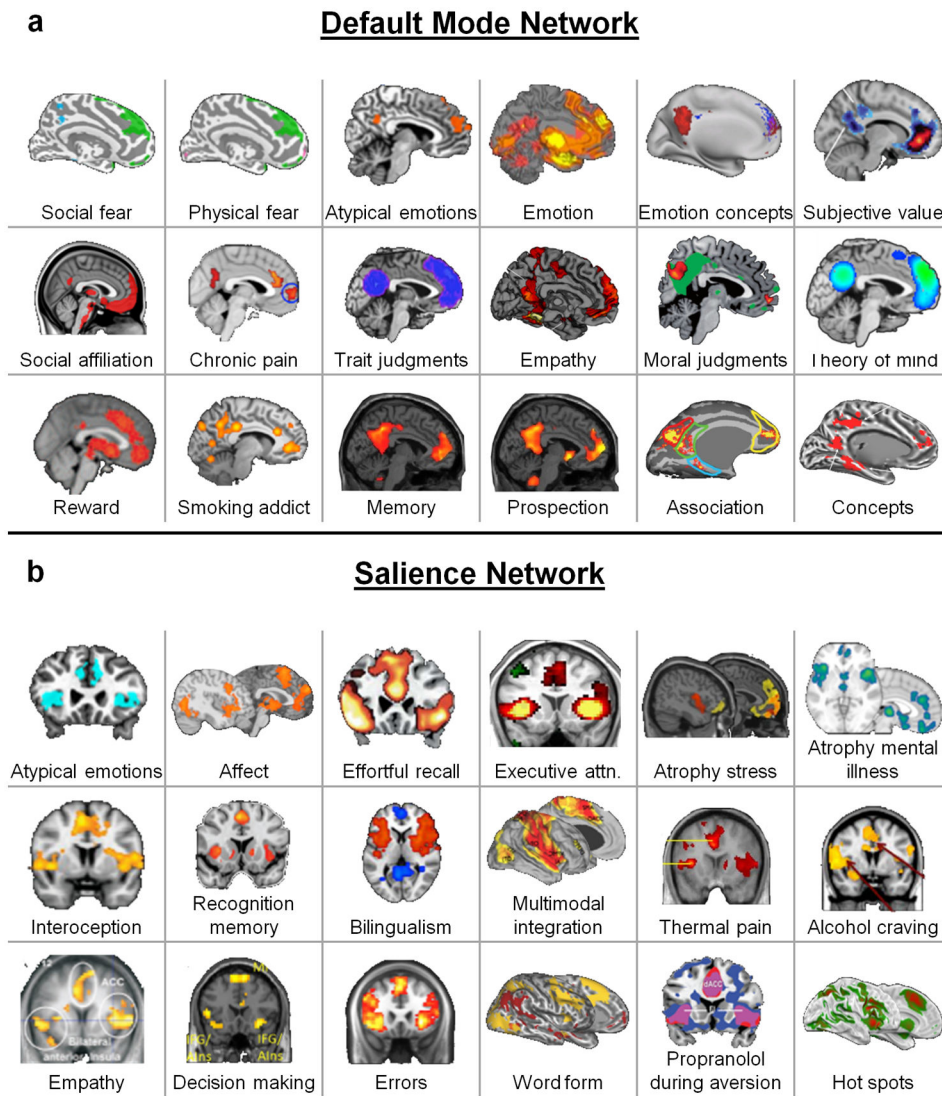 a
Default Mode Network
Social fear
Physical fear
Atypical emotions
Emotion
Emotion concepts
Subjective value
Social affiliation
Chronic pain
Trait judgments
Empathy
Moral judgments
Theory of mind
Reward
Smoking addict
Memory
Prospection
Association
Concepts
b
Salience Network
Atypical emotions
Affect
Effortful recall
Executive attn.
Atrophy stress
Atrophy mental
illness
Interoception
Recognition
memory
Bilingualism
Multimodal
integration
Thermal pain
Alcohol craving
ACC
Bilateral
anterior insula
Empathy
IFG/
AIns
IFG/
AIns
Decision making
Errors
Word form
dACC
Propranolol
during aversion
Hot spots